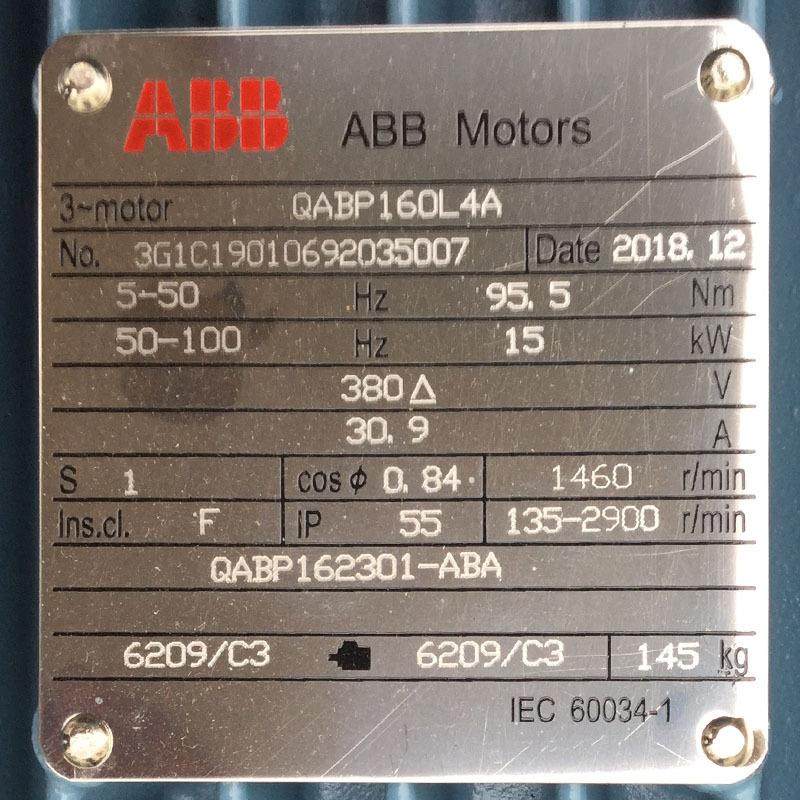 ABB ABB Motors
3~motor QABP160L4A
No. 3G1C19010692035007 Date 2018.12
5-50 Hz 95.5 Nm
50-100 Hz 15 kW
380 Δ V
30.9 A
S 1 cos ϕ 0.84 1460 r/min
Ins.cl. F IP 55 135-2900 r/min
QABP162301-ABA
6209/C3 6209/C3 145 kg
IEC 60034-1